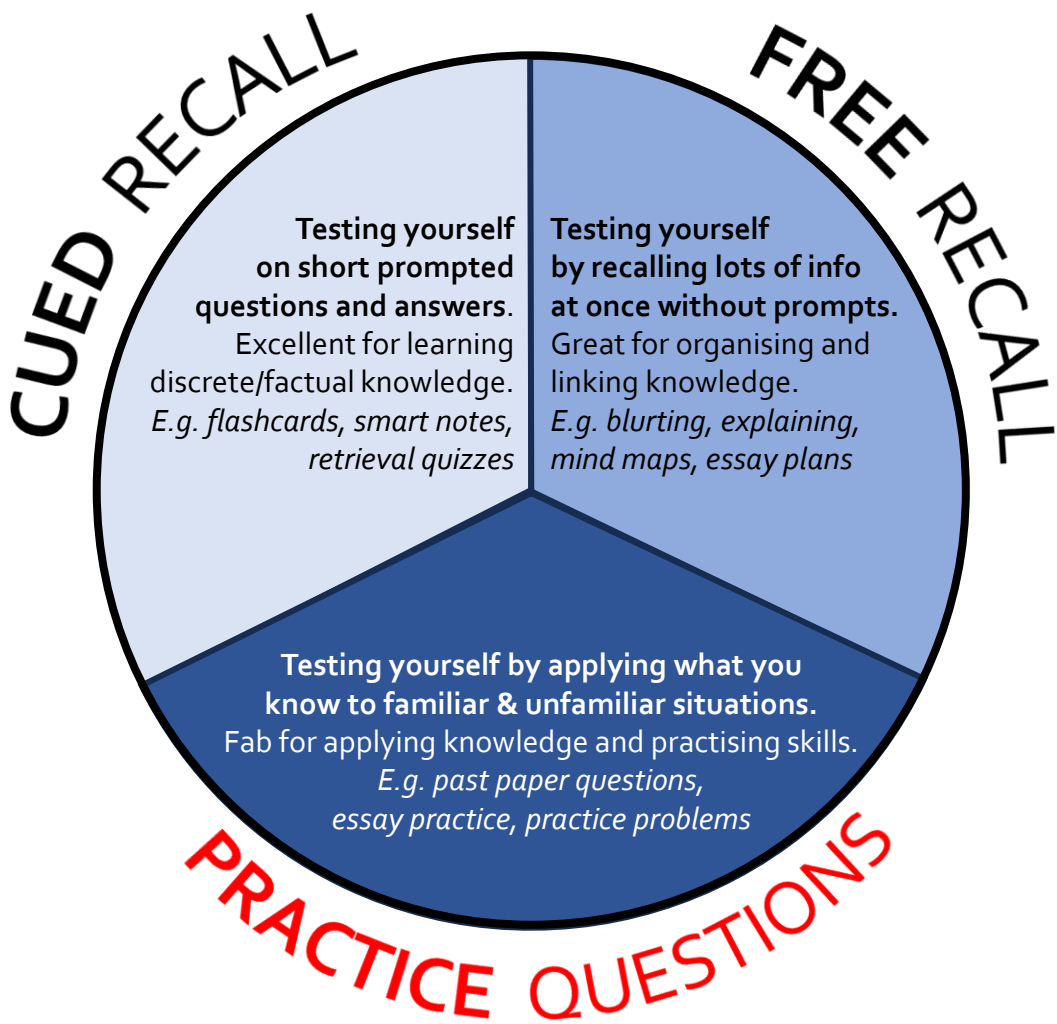 CUED RECALL
Testing yourself
on short prompted
questions and answers.
Excellent for learning
discrete/factual knowledge.
E.g. flashcards, smart notes,
retrieval quizzes
FREE RECALL
Testing yourself
by recalling lots of info
at once without prompts.
Great for organising and
linking knowledge.
E.g. blurting, explaining,
mind maps, essay plans
Testing yourself by applying what you
know to familiar & unfamiliar situations.
Fab for applying knowledge and practising skills.
E.g. past paper questions,
essay practice, practice problems
PRACTICE QUESTIONS